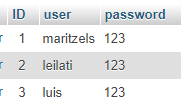 ID user password
r 1 maritzels 123
r 2 leilati 123
r 3 luis 123